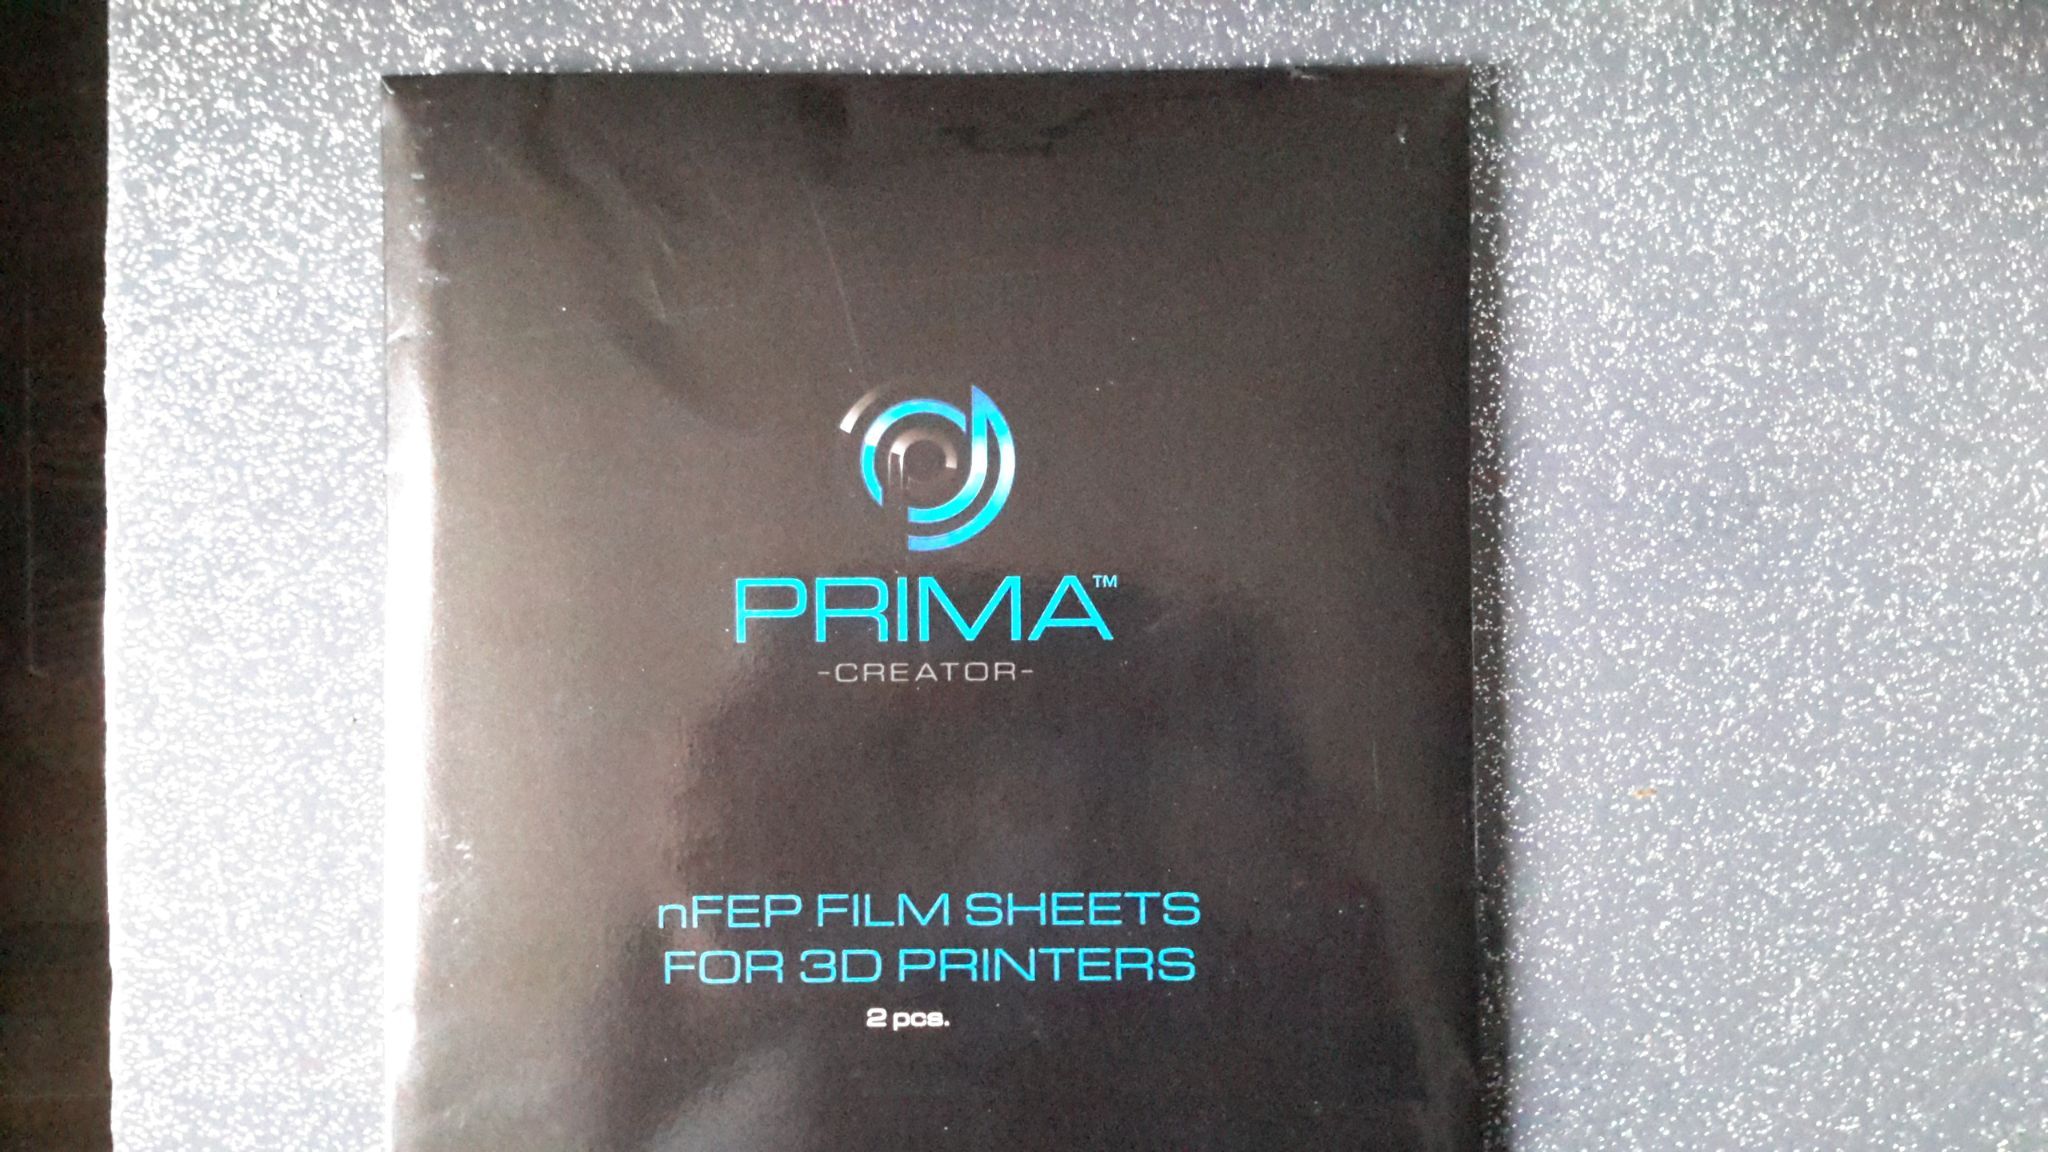 PRIMA™
-CREATOR-
nFEP FILM SHEETS
FOR 3D PRINTERS
2 pcs.